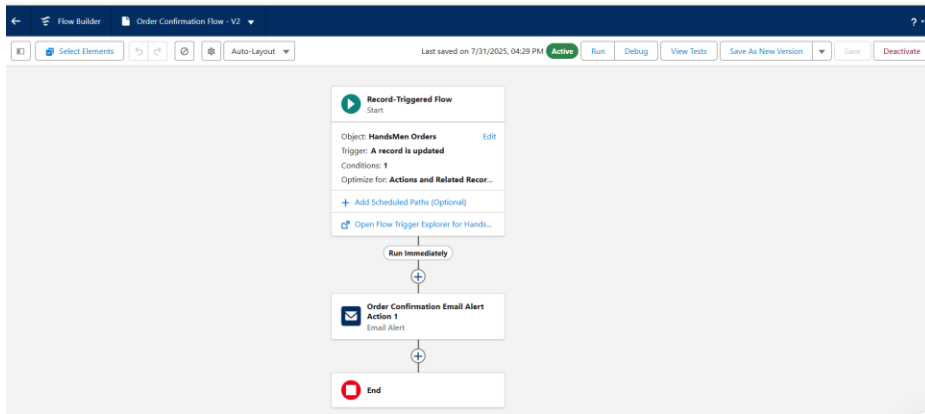 Flow Builder Order Confirmation Flow - V2
?
Select Elements Auto-Layout Last saved on 7/31/2025, 04:29 PM Active Run Debug View Tests Save As New Version Save Deactivate
Record-Triggered Flow
Start
Object: HandsMen Orders Edit
Trigger: A record is updated
Conditions: 1
Optimize for: Actions and Related Recor...
Add Scheduled Paths (Optional)
Open Flow Trigger Explorer for Hands...
Run Immediately
Order Confirmation Email Alert
Action 1
Email Alert
End